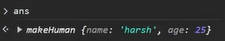 > ans
<· ▸ makeHuman {name: 'harsh', age: 25}